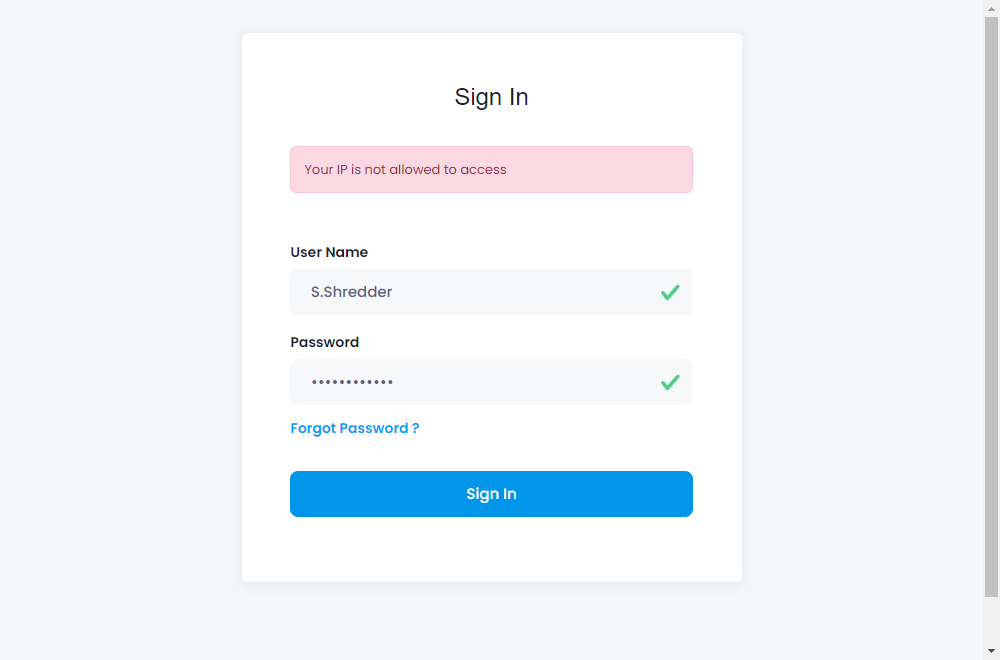 Sign In
Your IP is not allowed to access
User Name
S.Shredder
Password
••••••••••••
Forgot Password ?
Sign In